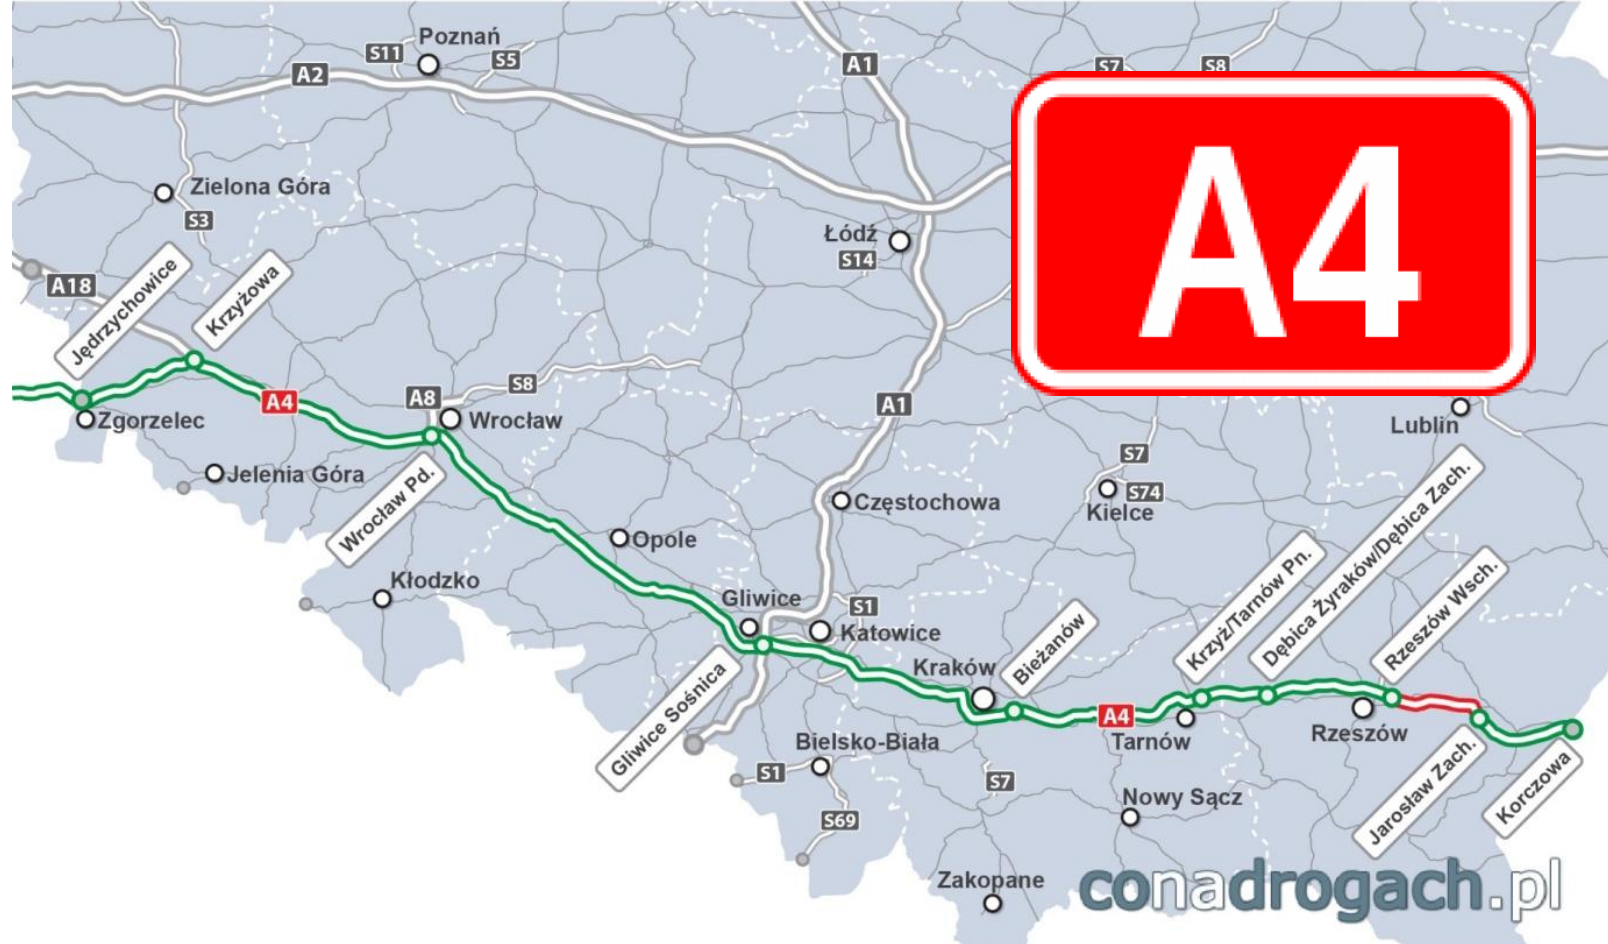 Poznań
S11
S5
A2
A1
S7
S8
A4
Zielona Góra
S3
Łódź
S14
A18
Jędrzychowice
Krzyżowa
A4
A8
S8
Wrocław
A1
Zgorzelec
Lublin
Jelenia Góra
Wrocław Pd.
Częstochowa
S7
S74
Kielce
Opole
Kłodzko
Gliwice
S1
Katowice
Kraków
Bieżanów
Krzyż/Tarnów Pn.
Dębica Żyraków/Dębica Zach.
Rzeszów Wsch.
Gliwice Sośnica
A4
Tarnów
Rzeszów
Bielsko-Biała
S1
S7
S69
Nowy Sącz
Jarosław Zach.
Korczowa
Zakopane
conadrogach.pl